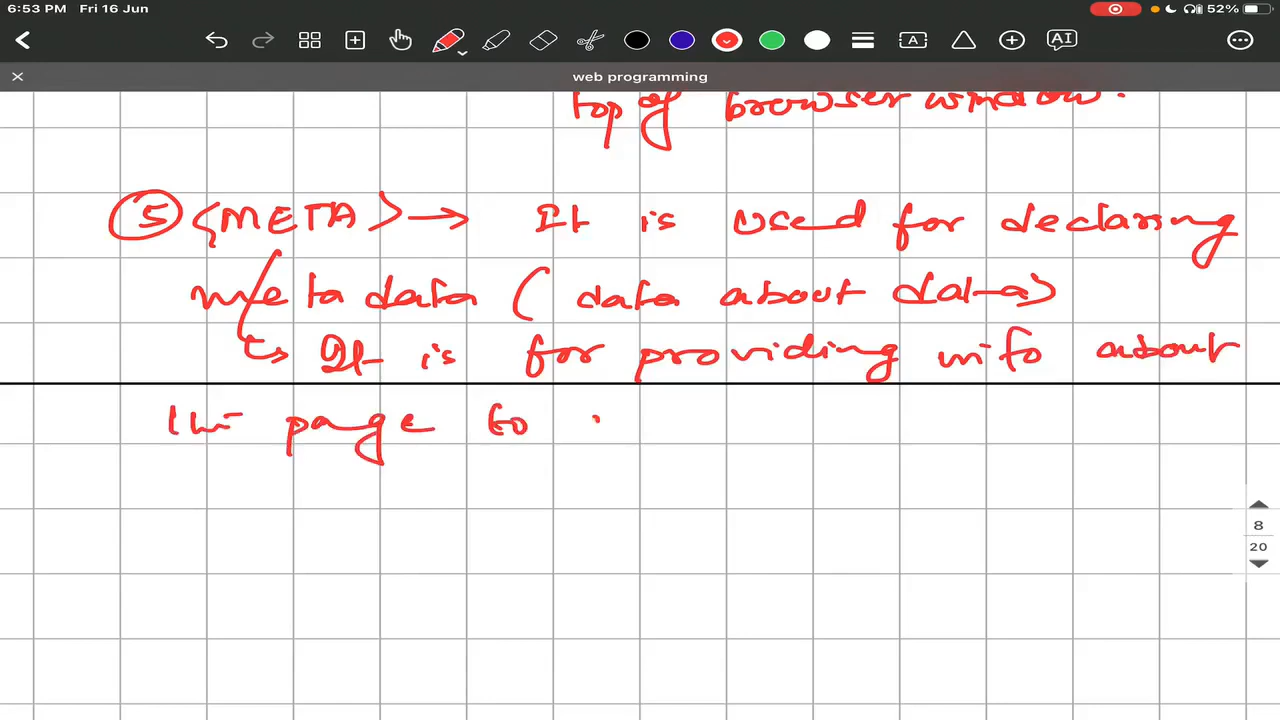 6:53 PM Fri 16 Jun 52%
A AI
web programming
top of browser window.
5 <META> → It is used for declaring
meta data ( data about data)
↳ It is for providing info about
8
the page to
20